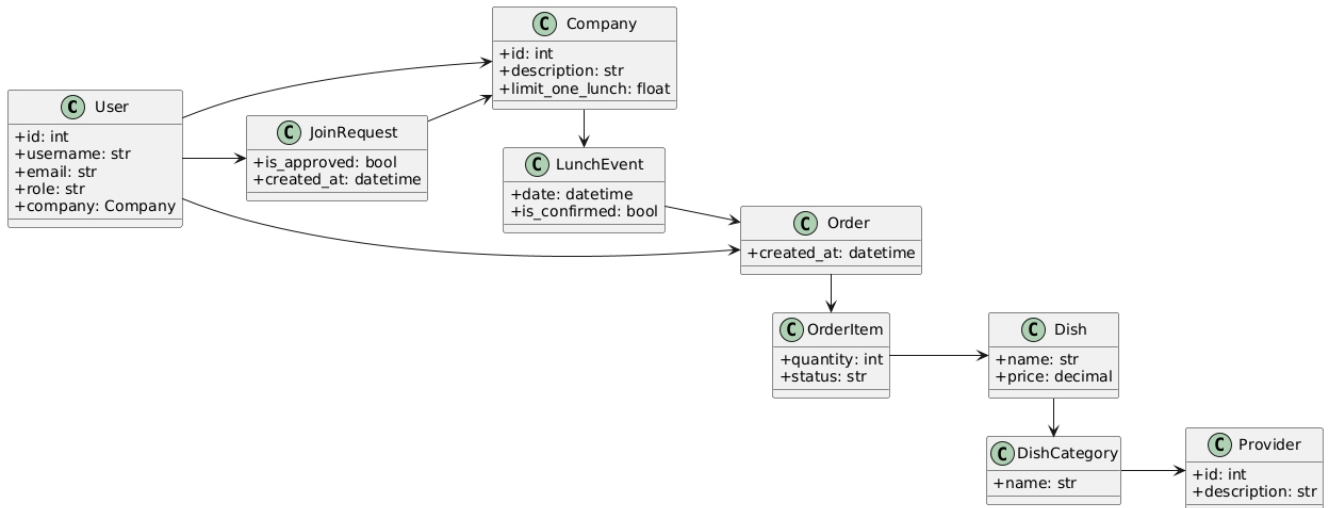 C Company
+id: int
+description: str
+limit_one_lunch: float
C User
+id: int
+username: str
+email: str
+role: str
+company: Company
C JoinRequest
+is_approved: bool
+created_at: datetime
C LunchEvent
+date: datetime
+is_confirmed: bool
C Order
+created_at: datetime
C OrderItem
+quantity: int
+status: str
C Dish
+name: str
+price: decimal
C DishCategory
+name: str
C Provider
+id: int
+description: str